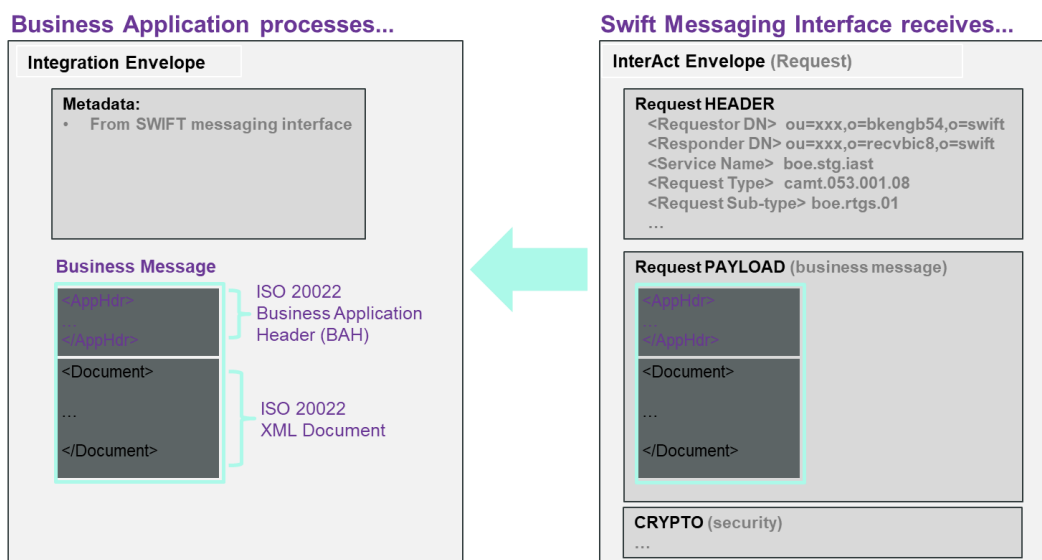 Business Application processes...
Integration Envelope
Metadata:
• From SWIFT messaging interface
Business Message
<AppHdr>
...
</AppHdr>
ISO 20022
Business Application
Header (BAH)
<Document>
...
</Document>
ISO 20022
XML Document
Swift Messaging Interface receives...
InterAct Envelope (Request)
Request HEADER
<Requestor DN> ou=xxx,o=bkengb54,o=swift
<Responder DN> ou=xxx,o=recvbic8,o=swift
<Service Name> boe.stg.iast
<Request Type> camt.053.001.08
<Request Sub-type> boe.rtgs.01
...
Request PAYLOAD (business message)
<AppHdr>
...
</AppHdr>
<Document>
...
</Document>
CRYPTO (security)
...